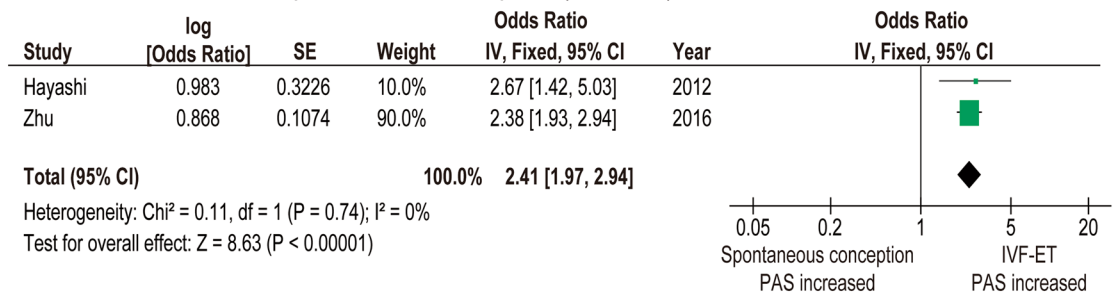 log Odds Ratio Odds Ratio
Study [Odds Ratio] SE Weight IV, Fixed, 95% CI Year IV, Fixed, 95% CI
Hayashi 0.983 0.3226 10.0% 2.67 [1.42, 5.03] 2012
Zhu 0.868 0.1074 90.0% 2.38 [1.93, 2.94] 2016
Total (95% CI) 100.0% 2.41 [1.97, 2.94]
Heterogeneity: Chi² = 0.11, df = 1 (P = 0.74); I² = 0%
Test for overall effect: Z = 8.63 (P < 0.00001)
0.05 0.2 1 5 20
Spontaneous conception IVF-ET
PAS increased PAS increased